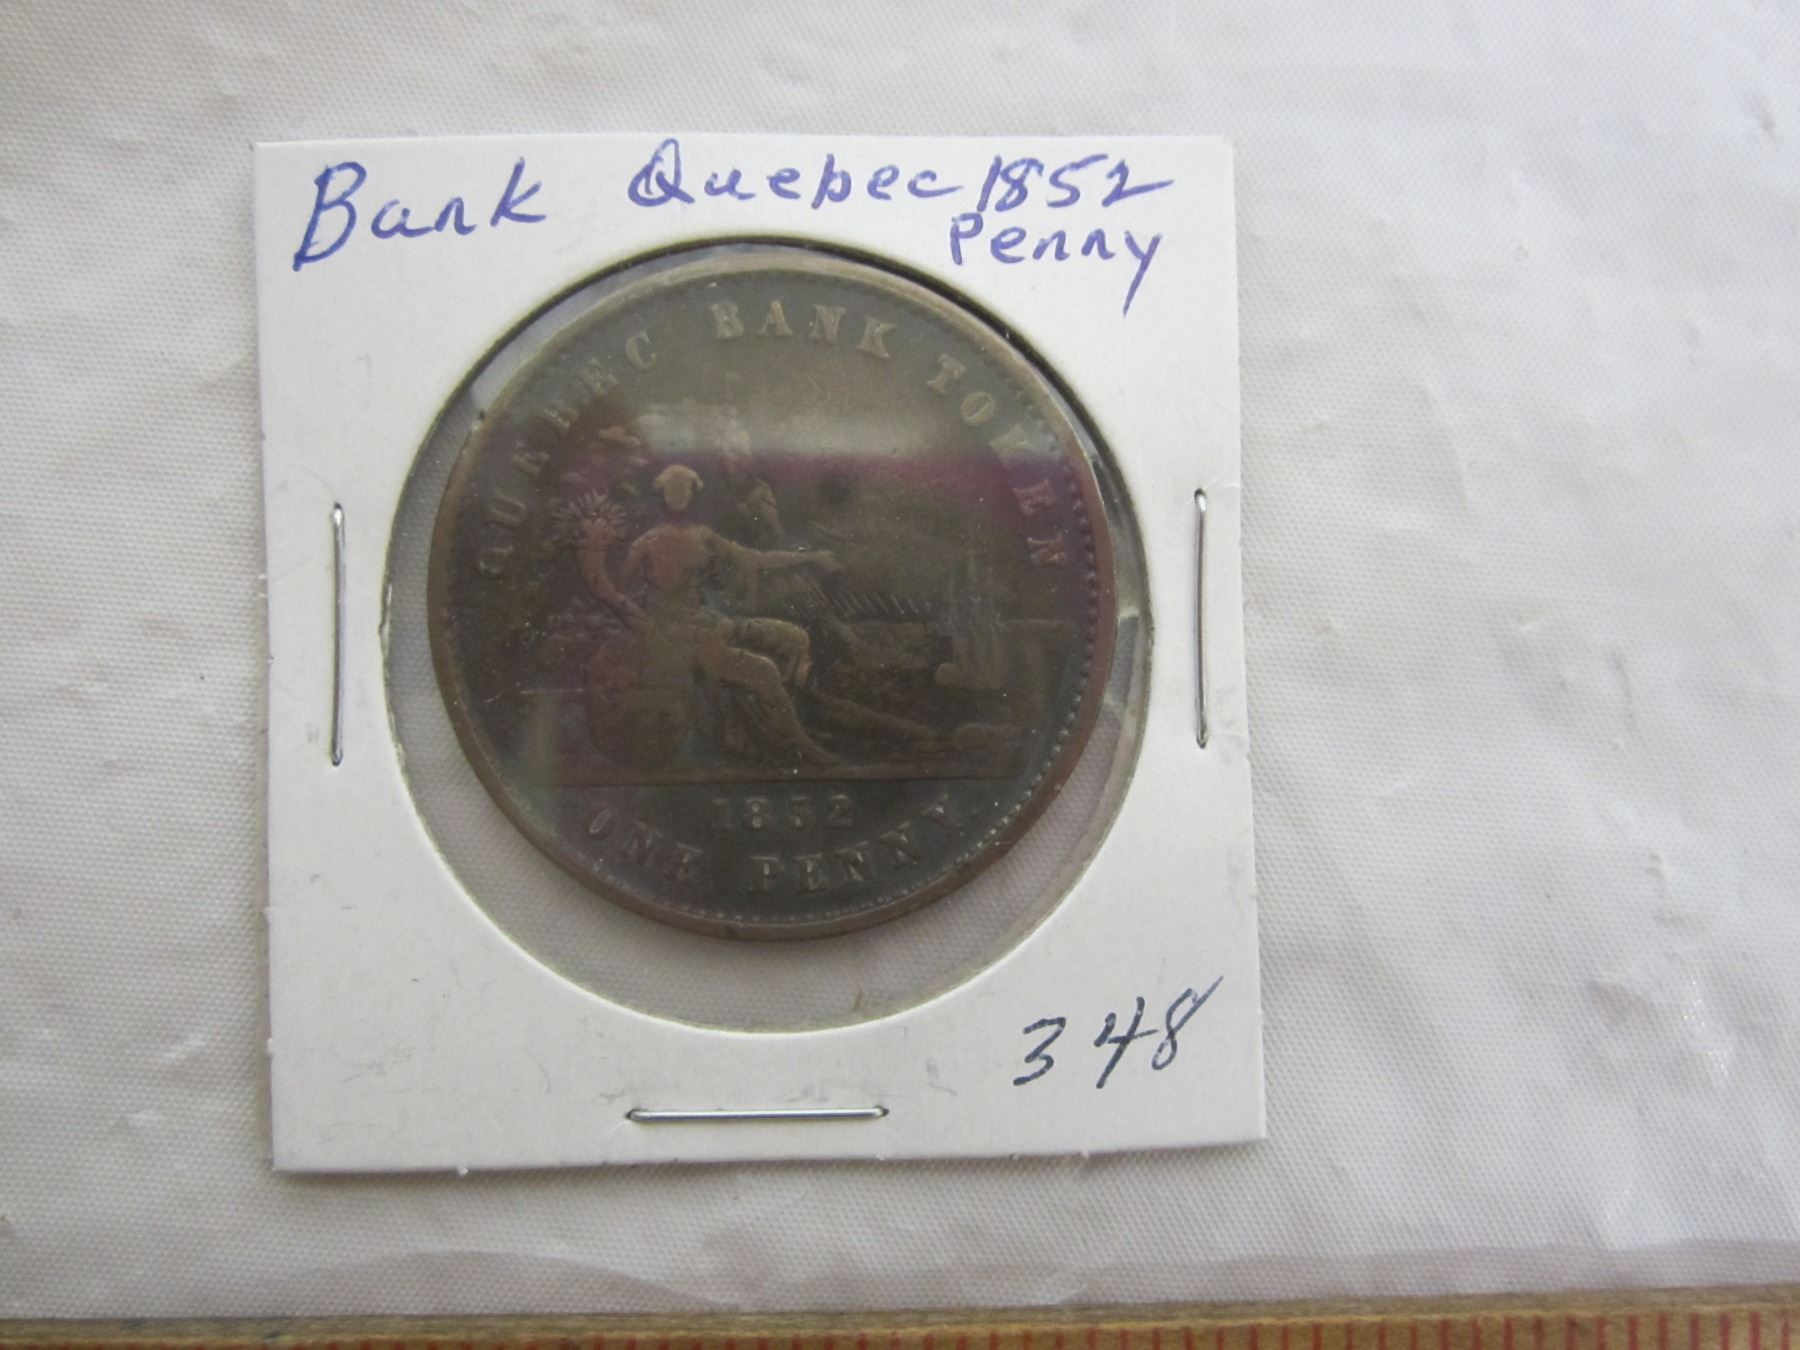 Bank Quebec 1852
Penny
QUEBEC BANK TOKEN
1852
ONE PENNY.
348